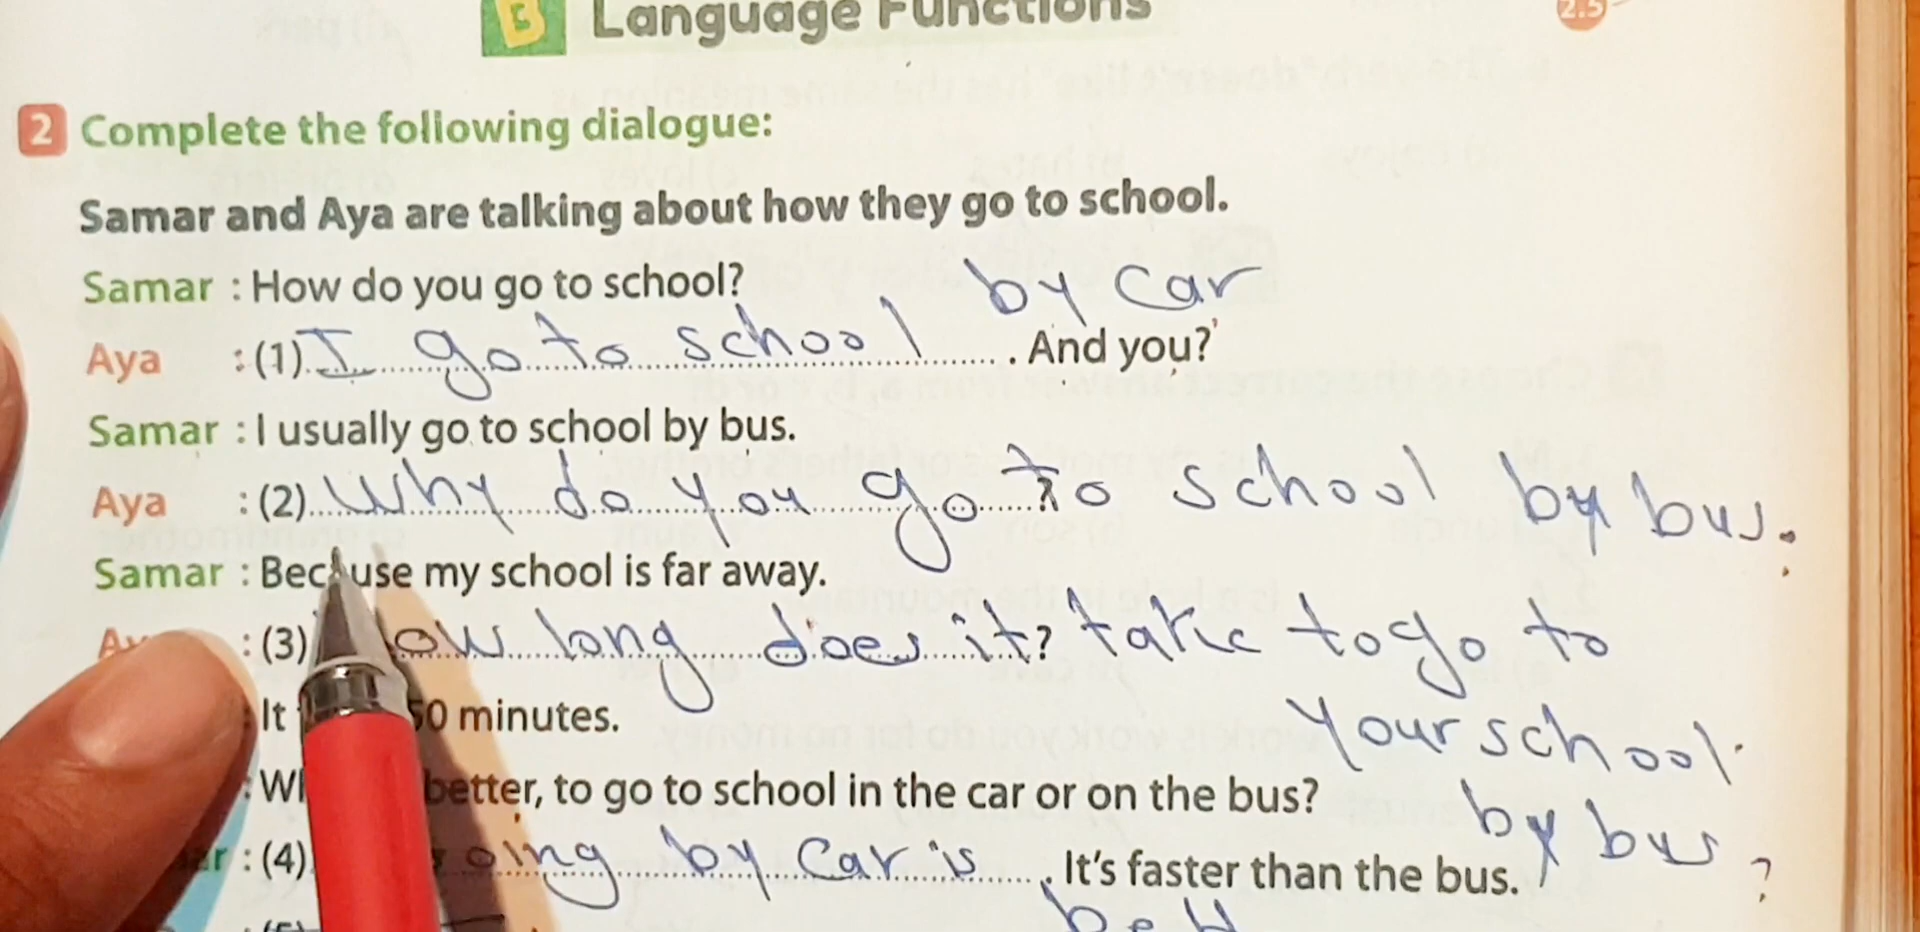 B Language Functions
2.5
2 Complete the following dialogue:
Samar and Aya are talking about how they go to school.
Samar : How do you go to school?
Aya : (1) I go to school by car . And you?
Samar : I usually go to school by bus.
Aya : (2) Why do you go to school by bus.
Samar : Because my school is far away.
: (3) long does it? take to go to
your school.
by bus ?
: It 50 minutes.
better, to go to school in the car or on the bus?
: (4) by Car is . It's faster than the bus.